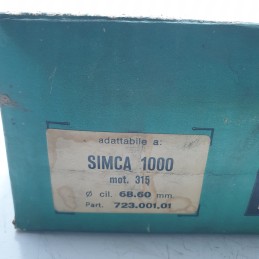 adattabile a:
SIMCA 1000
mot. 315
ø cil. 68.60 mm.
Part. 723.001.01